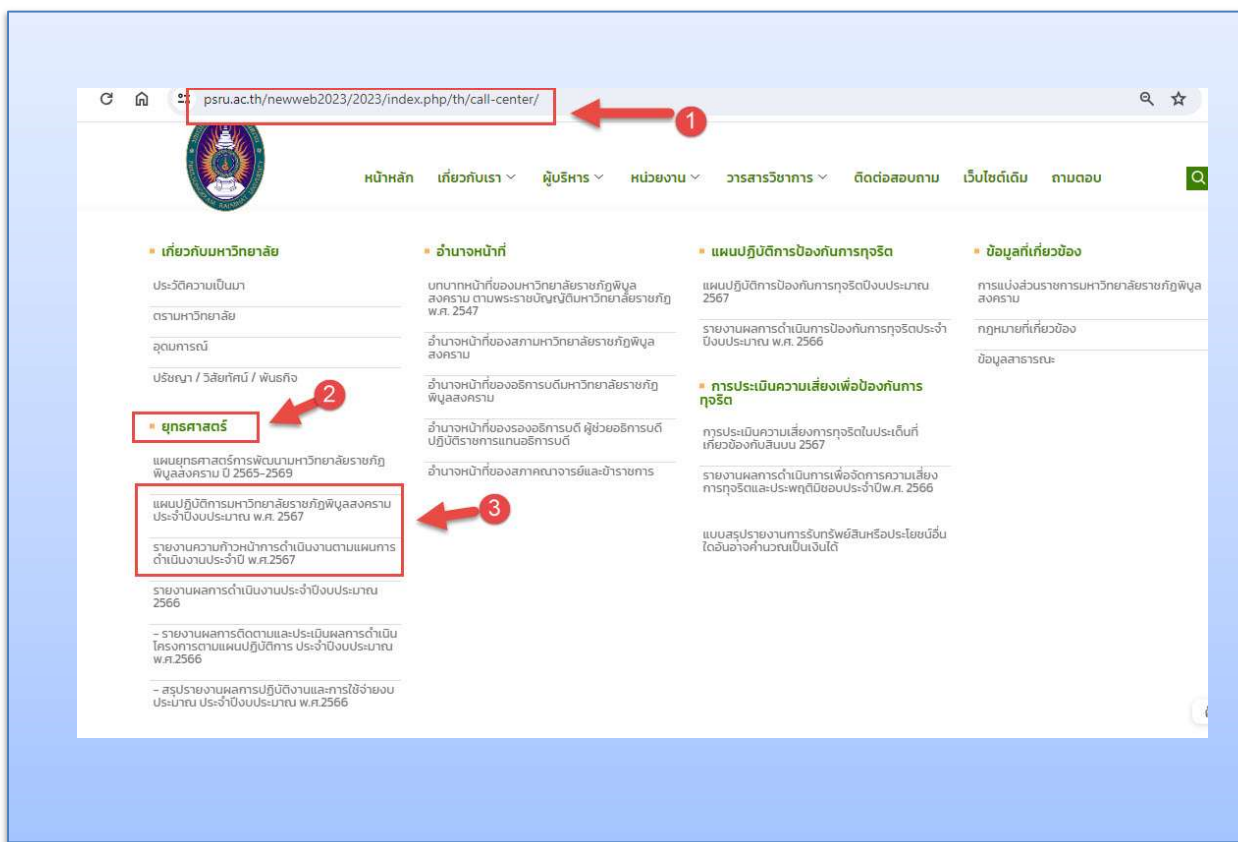 psru.ac.th/newweb2023/2023/index.php/th/call-center/
1
หน้าหลัก เกี่ยวกับเรา ผู้บริหาร หน่วยงาน วารสารวิชาการ ติดต่อสอบถาม เว็บไซต์เดิม ถามตอบ
เกี่ยวกับมหาวิทยาลัย
ประวัติความเป็นมา
ตรามหาวิทยาลัย
อุดมการณ์
ปรัชญา / วิสัยทัศน์ / พันธกิจ
2
ยุทธศาสตร์
แผนยุทธศาสตร์การพัฒนามหาวิทยาลัยราชภัฏ
พิบูลสงคราม ปี 2565-2569
แผนปฏิบัติการมหาวิทยาลัยราชภัฏพิบูลสงคราม
ประจำปีงบประมาณ พ.ศ. 2567
3
รายงานความก้าวหน้าการดำเนินงานตามแผนการ
ดำเนินงานประจำปี พ.ศ.2567
รายงานผลการดำเนินงานประจำปีงบประมาณ
2566
– รายงานผลการติดตามและประเมินผลการดำเนิน
โครงการตามแผนปฏิบัติการ ประจำปีงบประมาณ
พ.ศ.2566
– สรุปรายงานผลการปฏิบัติงานและการใช้จ่ายงบ
ประมาณ ประจำปีงบประมาณ พ.ศ.2566
อำนาจหน้าที่
บทบาทหน้าที่ของมหาวิทยาลัยราชภัฏพิบูล
สงคราม ตามพระราชบัญญัติมหาวิทยาลัยราชภัฏ
พ.ศ. 2547
อำนาจหน้าที่ของสภามหาวิทยาลัยราชภัฏพิบูล
สงคราม
อำนาจหน้าที่ของอธิการบดีมหาวิทยาลัยราชภัฏ
พิบูลสงคราม
อำนาจหน้าที่ของรองอธิการบดี ผู้ช่วยอธิการบดี
ปฏิบัติราชการแทนอธิการบดี
อำนาจหน้าที่ของสภาคณาจารย์และข้าราชการ
แผนปฏิบัติการป้องกันการทุจริต
แผนปฏิบัติการป้องกันการทุจริตปีงบประมาณ
2567
รายงานผลการดำเนินการป้องกันการทุจริตประจำ
ปีงบประมาณ พ.ศ. 2566
การประเมินความเสี่ยงเพื่อป้องกันการ
ทุจริต
การประเมินความเสี่ยงการทุจริตในประเด็นที่
เกี่ยวข้องกับสินบน 2567
รายงานผลการดำเนินการเพื่อจัดการความเสี่ยง
การทุจริตและประพฤติมิชอบประจำปีพ.ศ. 2566
แบบสรุปรายงานการรับทรัพย์สินหรือประโยชน์อื่น
ใดอันอาจคำนวณเป็นเงินได้
ข้อมูลที่เกี่ยวข้อง
การแบ่งส่วนราชการมหาวิทยาลัยราชภัฏพิบูล
สงคราม
กฎหมายที่เกี่ยวข้อง
ข้อมูลสาธารณะ